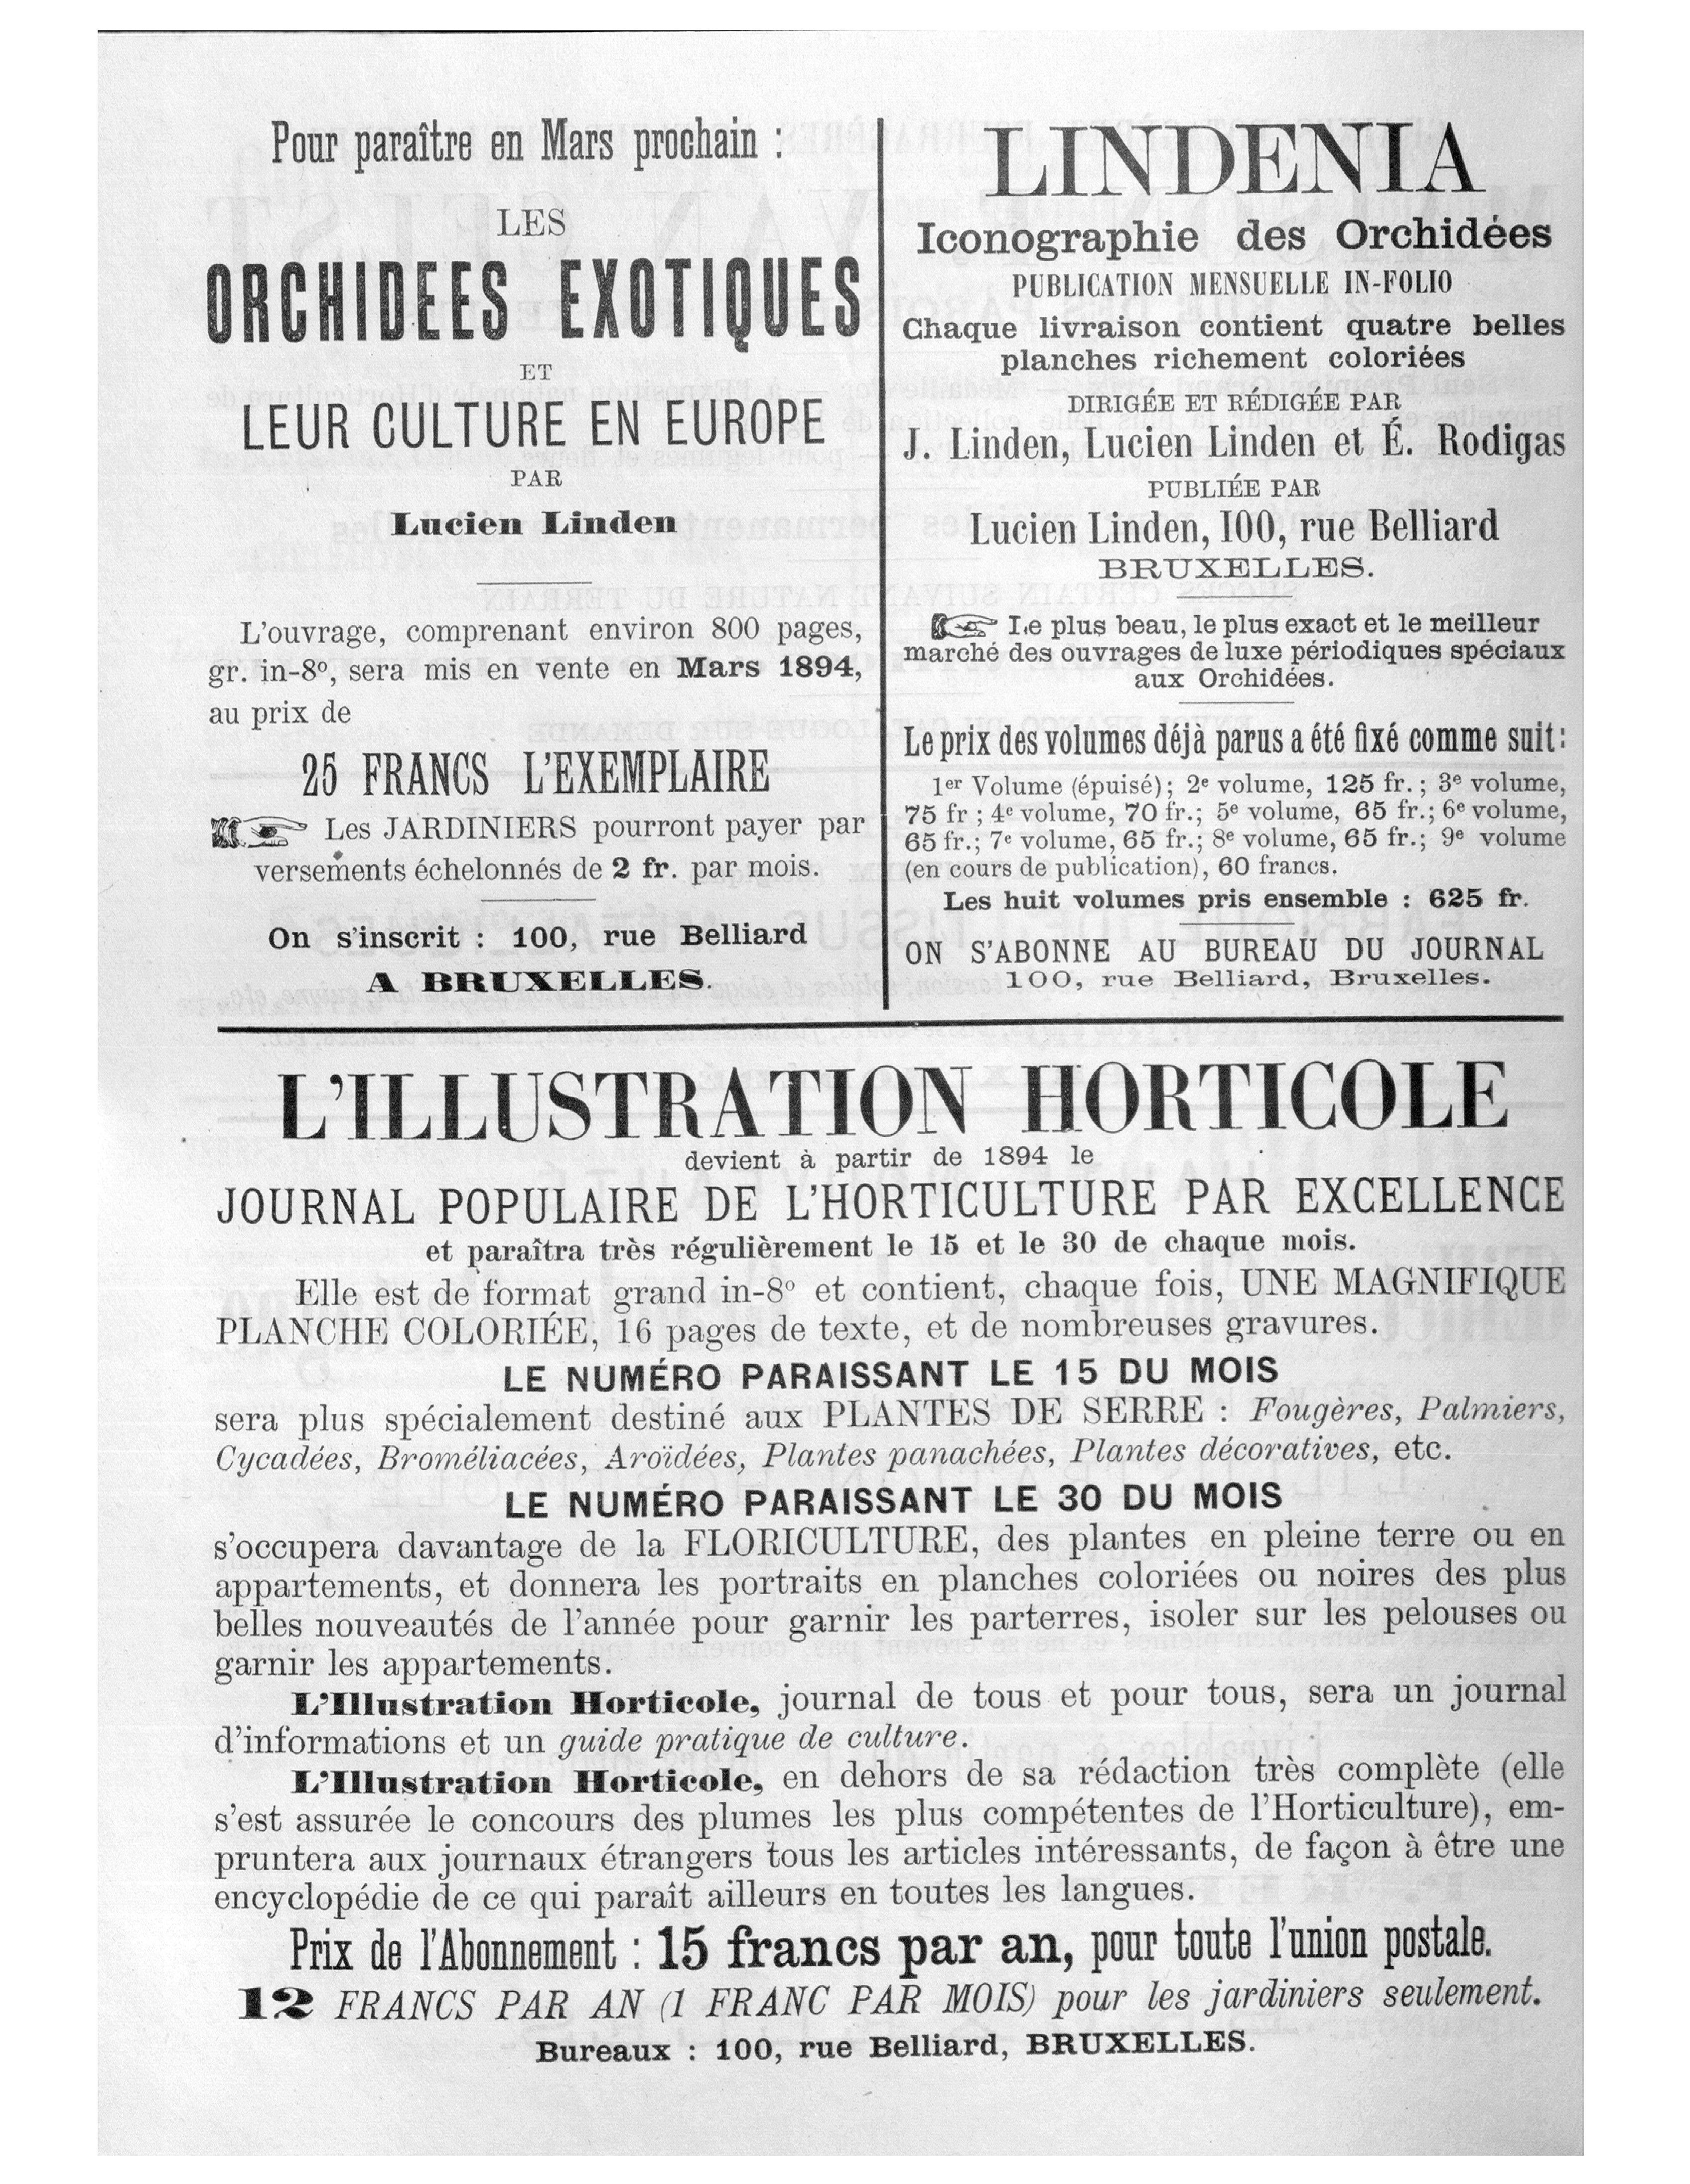 Pour paraître en Mars prochain :
LES
ORCHIDEES EXOTIQUES
ET
LEUR CULTURE EN EUROPE
PAR
Lucien Linden
L'ouvrage, comprenant environ 800 pages,
gr. in-8º, sera mis en vente en Mars 1894,
au prix de
25 FRANCS L'EXEMPLAIRE
Les JARDINIERS pourront payer par
versements échelonnés de 2 fr. par mois.
On s'inscrit : 100, rue Belliard
A BRUXELLES.
LINDENIA
Iconographie des Orchidées
PUBLICATION MENSUELLE IN-FOLIO
Chaque livraison contient quatre belles
planches richement coloriées
DIRIGÉE ET RÉDIGÉE PAR
J. Linden, Lucien Linden et É. Rodigas
PUBLIÉE PAR
Lucien Linden, 100, rue Belliard
BRUXELLES.
Le plus beau, le plus exact et le meilleur
marché des ouvrages de luxe périodiques spéciaux
aux Orchidées.
Le prix des volumes déjà parus a été fixé comme suit :
1er Volume (épuisé); 2e volume, 125 fr. ; 3e volume,
75 fr ; 4e volume, 70 fr.; 5e volume, 65 fr.; 6e volume,
65 fr.; 7e volume, 65 fr.; 8e volume, 65 fr.; 9e volume
(en cours de publication), 60 francs.
Les huit volumes pris ensemble : 625 fr.
ON S'ABONNE AU BUREAU DU JOURNAL
100, rue Belliard, Bruxelles.
L'ILLUSTRATION HORTICOLE
devient à partir de 1894 le
JOURNAL POPULAIRE DE L'HORTICULTURE PAR EXCELLENCE
et paraîtra très régulièrement le 15 et le 30 de chaque mois.
Elle est de format grand in-8º et contient, chaque fois, UNE MAGNIFIQUE
PLANCHE COLORIÉE, 16 pages de texte, et de nombreuses gravures.
LE NUMÉRO PARAISSANT LE 15 DU MOIS
sera plus spécialement destiné aux PLANTES DE SERRE : Fougères, Palmiers,
Cycadées, Broméliacées, Aroïdées, Plantes panachées, Plantes décoratives, etc.
LE NUMÉRO PARAISSANT LE 30 DU MOIS
s'occupera davantage de la FLORICULTURE, des plantes en pleine terre ou en
appartements, et donnera les portraits en planches coloriées ou noires des plus
belles nouveautés de l'année pour garnir les parterres, isoler sur les pelouses ou
garnir les appartements.
L'Illustration Horticole, journal de tous et pour tous, sera un journal
d'informations et un guide pratique de culture.
L'Illustration Horticole, en dehors de sa rédaction très complète (elle
s'est assurée le concours des plumes les plus compétentes de l'Horticulture), em-
pruntera aux journaux étrangers tous les articles intéressants, de façon à être une
encyclopédie de ce qui paraît ailleurs en toutes les langues.
Prix de l'Abonnement : 15 francs par an, pour toute l'union postale.
12 FRANCS PAR AN (1 FRANC PAR MOIS) pour les jardiniers seulement.
Bureaux : 100, rue Belliard, BRUXELLES.